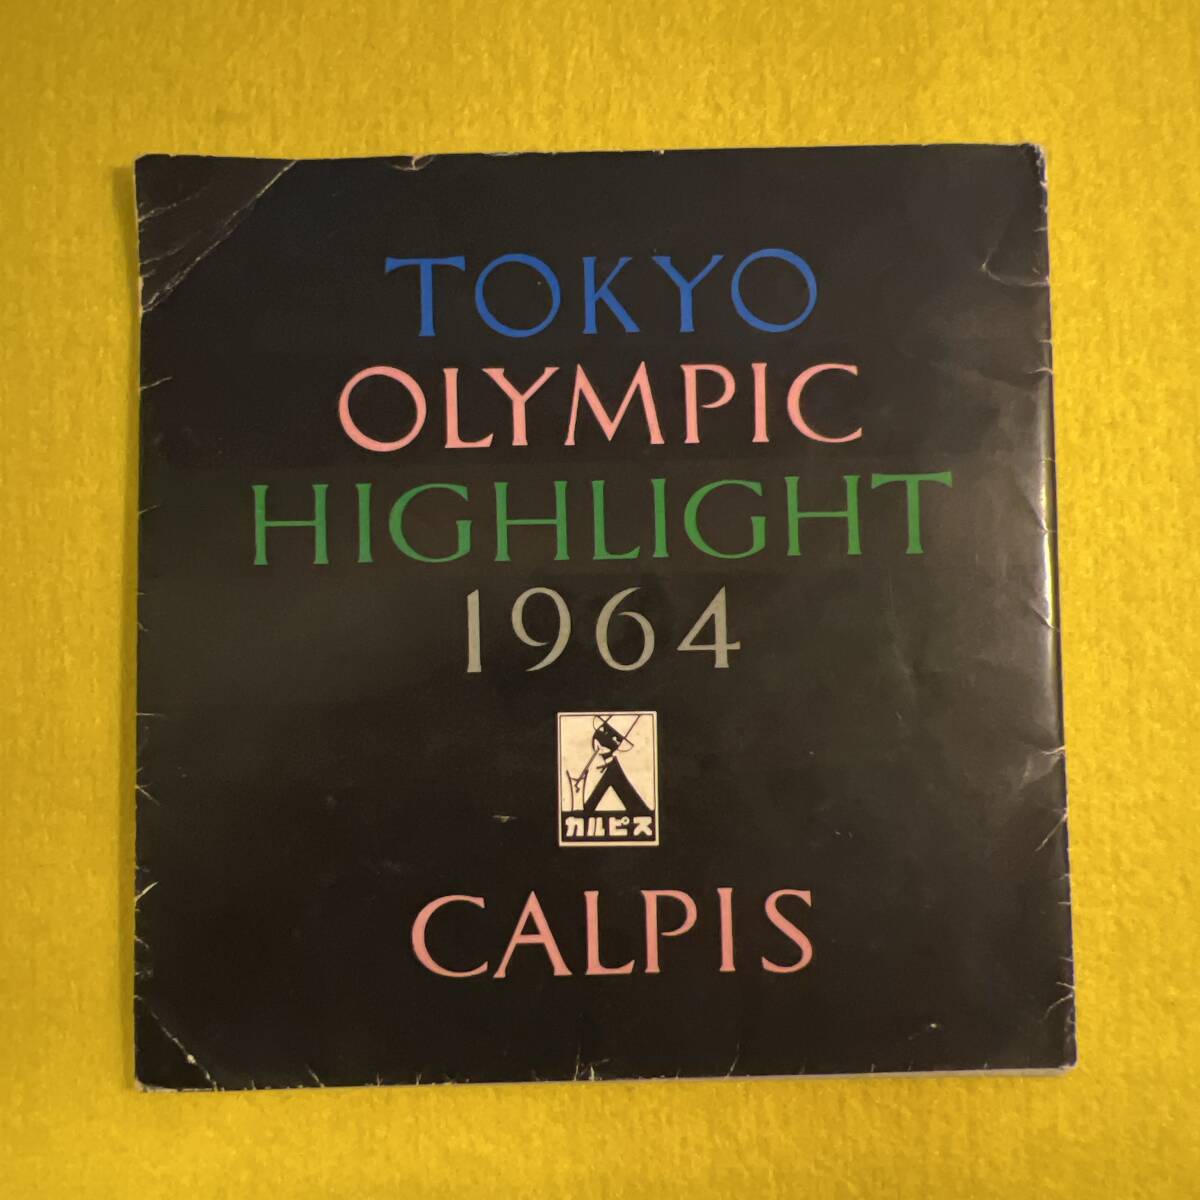 TOKYO
OLYMPIC
HIGHLIGHT
1964
カルピス
CALPIS